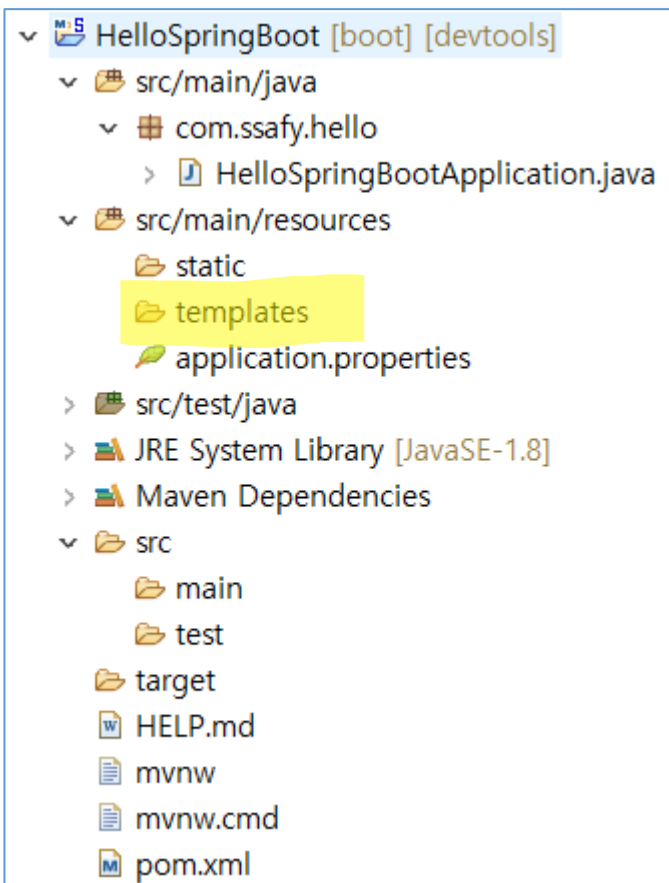 HelloSpringBoot [boot] [devtools]
src/main/java
com.ssafy.hello
HelloSpringBootApplication.java
src/main/resources
static
templates
application.properties
src/test/java
JRE System Library [JavaSE-1.8]
Maven Dependencies
src
main
test
target
HELP.md
mvnw
mvnw.cmd
pom.xml